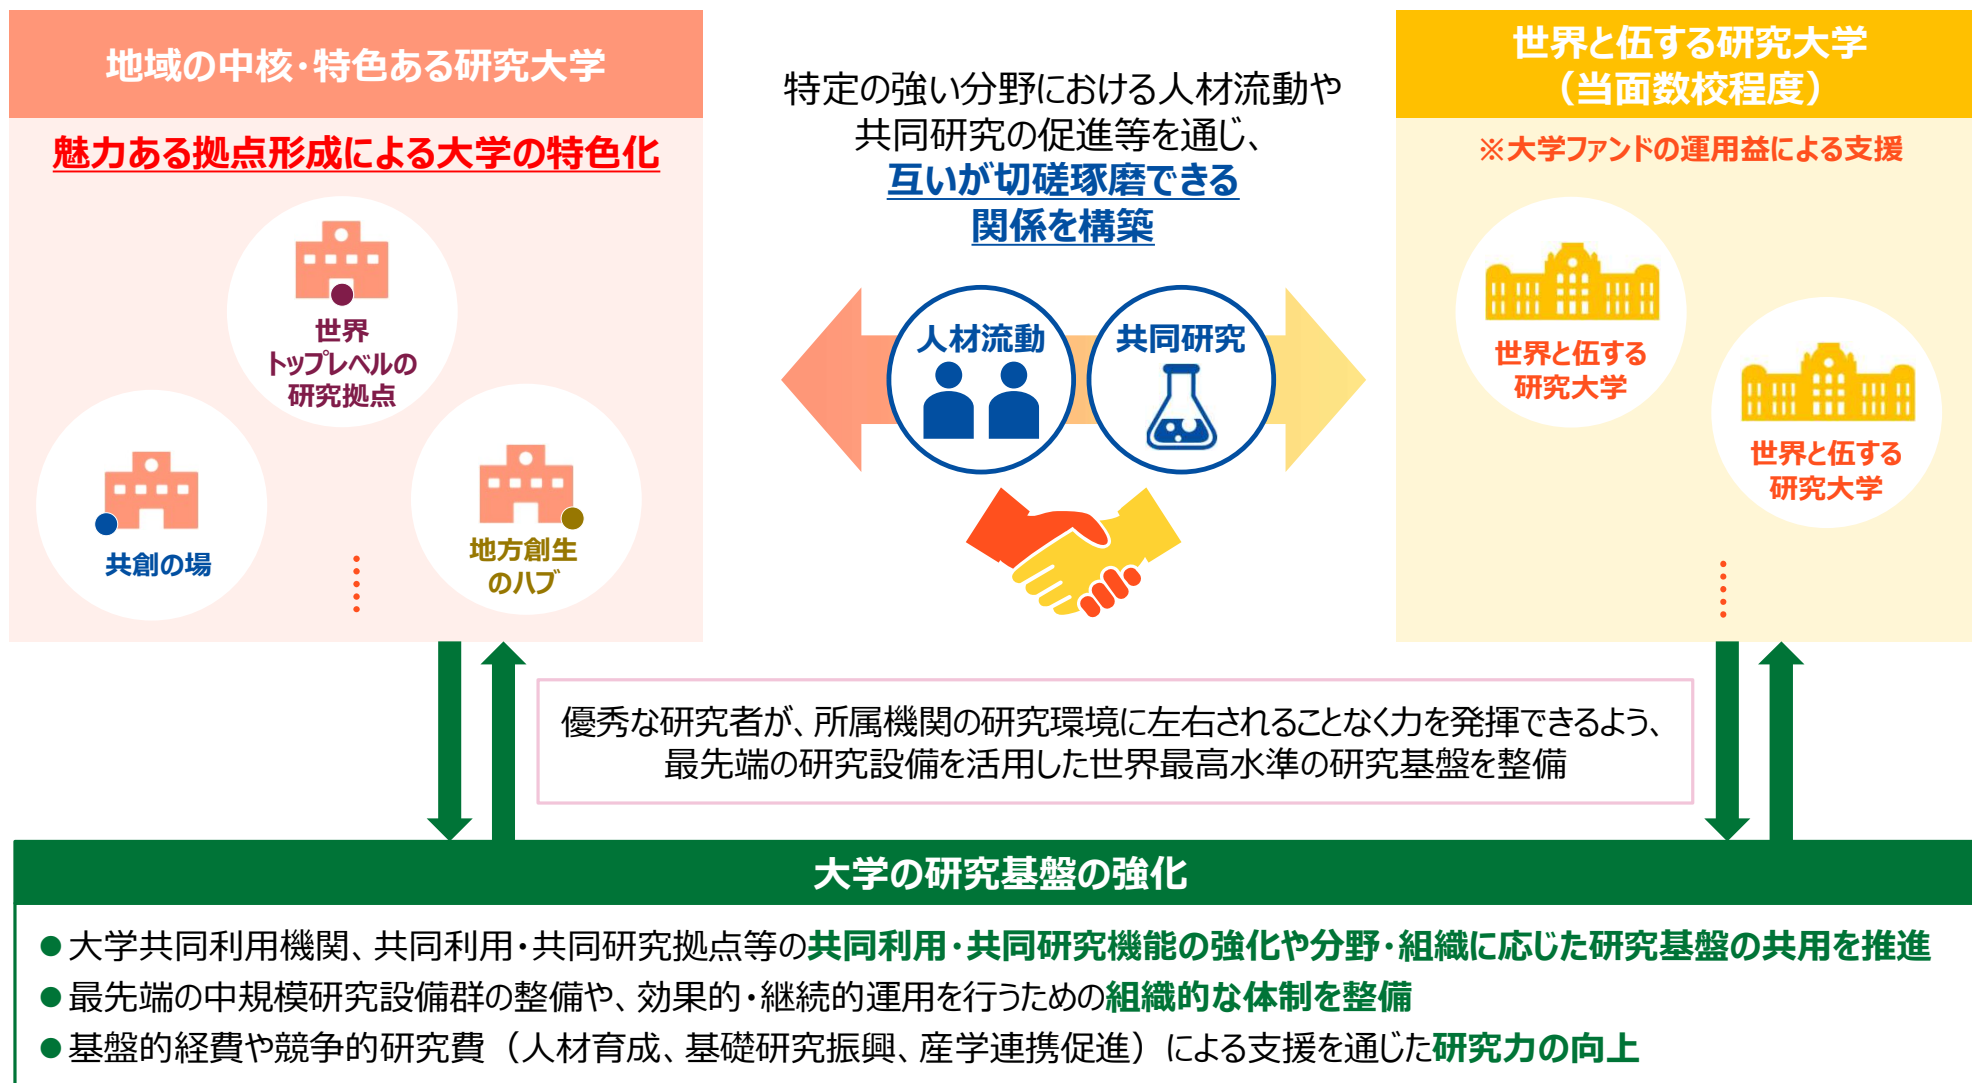 地域の中核・特色ある研究大学
魅力ある拠点形成による大学の特色化
世界
トップレベルの
研究拠点
共創の場
地方創生
のハブ
特定の強い分野における人材流動や
共同研究の促進等を通じ、
互いが切磋琢磨できる
関係を構築
人材流動
共同研究
世界と伍する研究大学
（当面数校程度）
※大学ファンドの運用益による支援
世界と伍する
研究大学
世界と伍する
研究大学
優秀な研究者が、所属機関の研究環境に左右されることなく力を発揮できるよう、
最先端の研究設備を活用した世界最高水準の研究基盤を整備
大学の研究基盤の強化
●大学共同利用機関、共同利用・共同研究拠点等の共同利用・共同研究機能の強化や分野・組織に応じた研究基盤の共用を推進
●最先端の中規模研究設備群の整備や、効果的・継続的運用を行うための組織的な体制を整備
●基盤的経費や競争的研究費（人材育成、基礎研究振興、産学連携促進）による支援を通じた研究力の向上